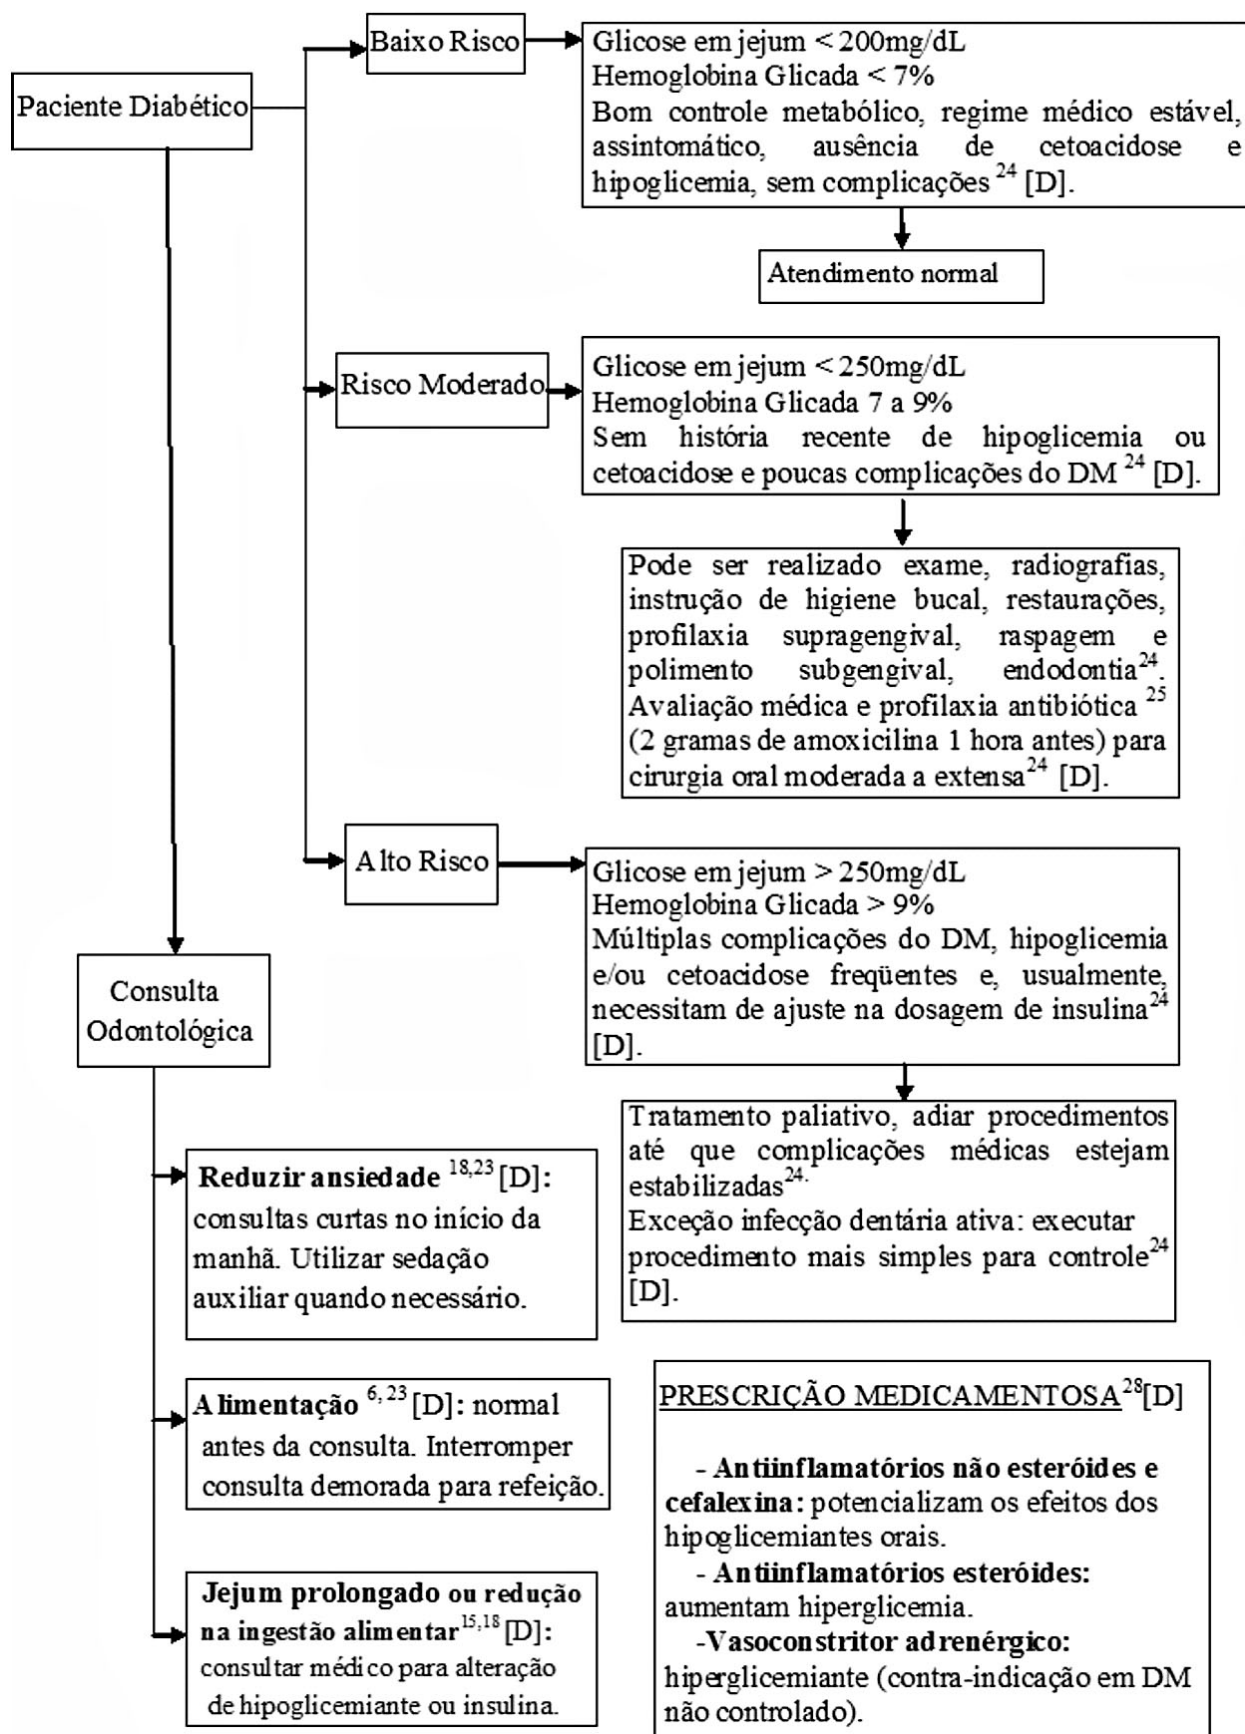 Paciente Diabético
Baixo Risco
Glicose em jejum < 200mg/dL
Hemoglobina Glicada < 7%
Bom controle metabólico, regime médico estável,
assintomático, ausência de cetoacidose e
hipoglicemia, sem complicações 24 [D].
Atendimento normal
Risco Moderado
Glicose em jejum < 250mg/dL
Hemoglobina Glicada 7 a 9%
Sem história recente de hipoglicemia ou
cetoacidose e poucas complicações do DM 24 [D].
Pode ser realizado exame, radiografias,
instrução de higiene bucal, restaurações,
profilaxia supragengival, raspagem e
polimento subgengival, endodontia24.
Avaliação médica e profilaxia antibiótica 25
(2 gramas de amoxicilina 1 hora antes) para
cirurgia oral moderada a extensa24 [D].
Alto Risco
Glicose em jejum > 250mg/dL
Hemoglobina Glicada > 9%
Múltiplas complicações do DM, hipoglicemia
e/ou cetoacidose freqüentes e, usualmente,
necessitam de ajuste na dosagem de insulina24
[D].
Tratamento paliativo, adiar procedimentos
até que complicações médicas estejam
estabilizadas24.
Exceção infecção dentária ativa: executar
procedimento mais simples para controle24
[D].
Consulta
Odontológica
Reduzir ansiedade 18,23 [D]:
consultas curtas no início da
manhã. Utilizar sedação
auxiliar quando necessário.
Alimentação 6, 23 [D]: normal
antes da consulta. Interromper
consulta demorada para refeição.
Jejum prolongado ou redução
na ingestão alimentar15,18 [D]:
consultar médico para alteração
de hipoglicemiante ou insulina.
PRESCRIÇÃO MEDICAMENTOSA28[D]
- Antiinflamatórios não esteróides e
cefalexina: potencializam os efeitos dos
hipoglicemiantes orais.
- Antiinflamatórios esteróides:
aumentam hiperglicemia.
-Vasoconstritor adrenérgico:
hiperglicemiante (contra-indicação em DM
não controlado).